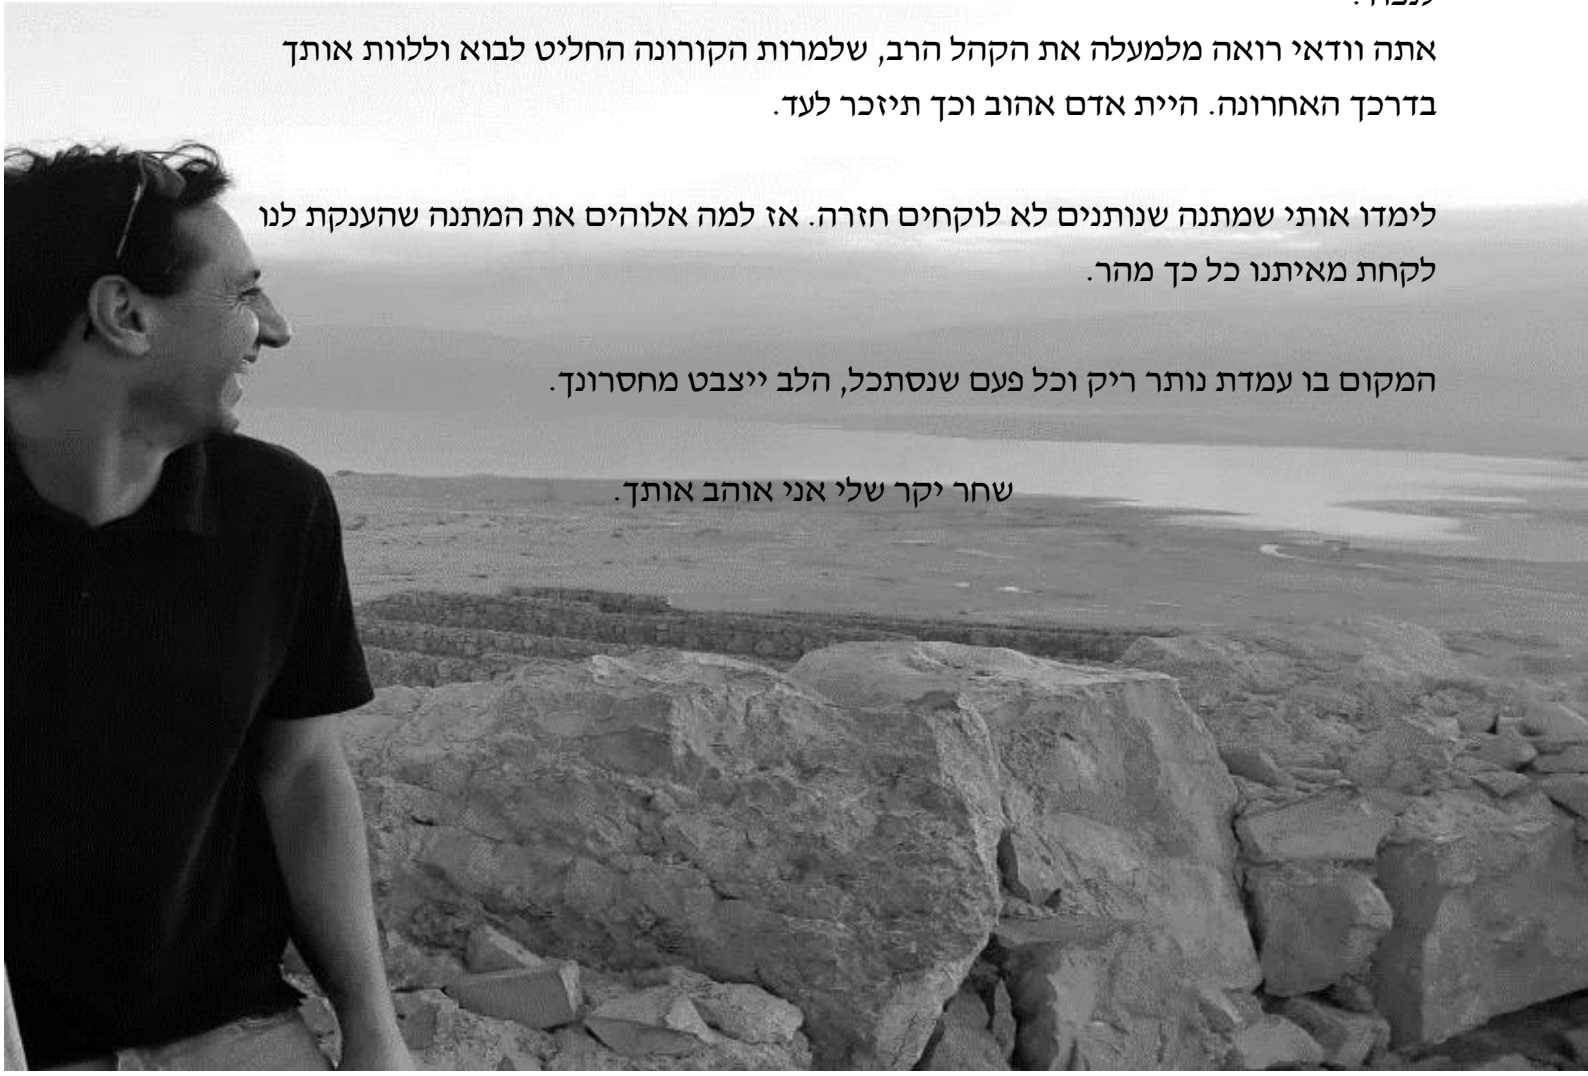 אתה וודאי רואה מלמעלה את הקהל הרב, שלמרות הקורונה החליט לבוא וללוות אותך
בדרכך האחרונה. היית אדם אהוב וכך תיזכר לעד.
לימדו אותי שמתנה שנותנים לא לוקחים חזרה. אז למה אלוהים את המתנה שהענקת לנו
לקחת מאיתנו כל כך מהר.
המקום בו עמדת נותר ריק וכל פעם שנסתכל, הלב ייצבט מחסרונך.
שחר יקר שלי אני אוהב אותך.